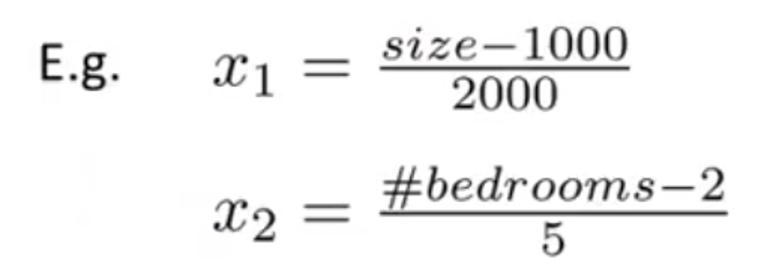 E.g. x₁ = (size−1000)/2000
x₂ = (#bedrooms−2)/5